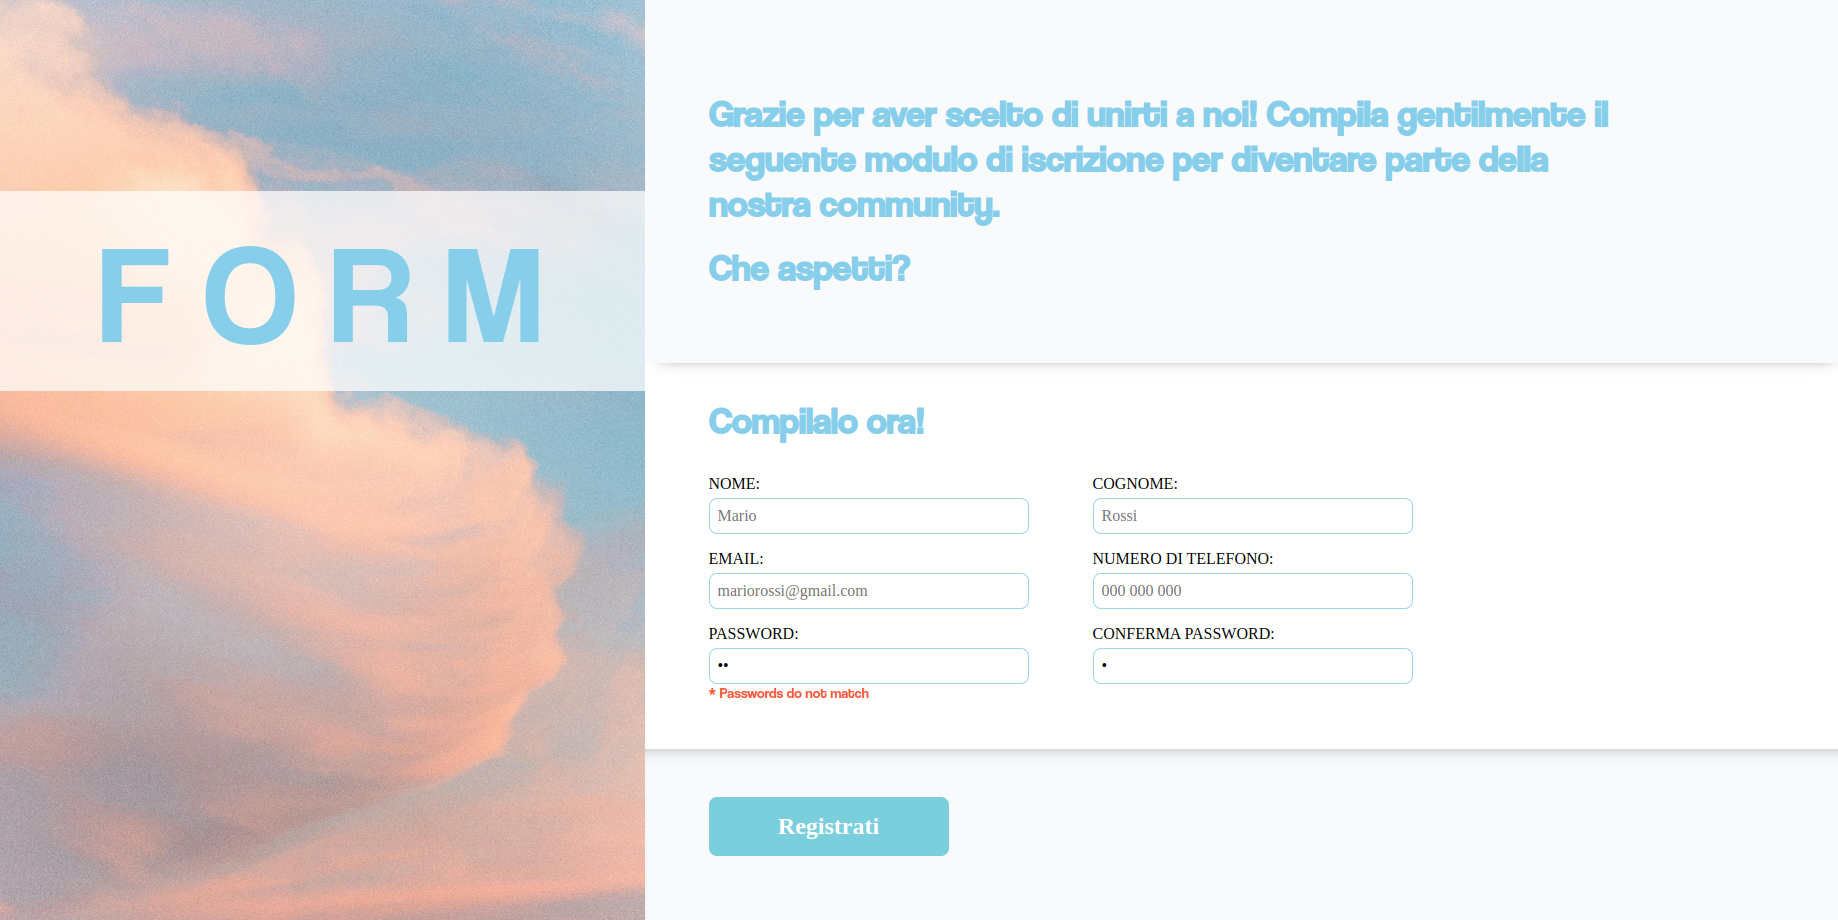 FORM
Grazie per aver scelto di unirti a noi! Compila gentilmente il
seguente modulo di iscrizione per diventare parte della
nostra community.
Che aspetti?
Compilalo ora!
NOME:
COGNOME:
Mario
Rossi
EMAIL:
NUMERO DI TELEFONO:
mariorossi@gmail.com
000 000 000
PASSWORD:
CONFERMA PASSWORD:
••
•
* Passwords do not match
Registrati